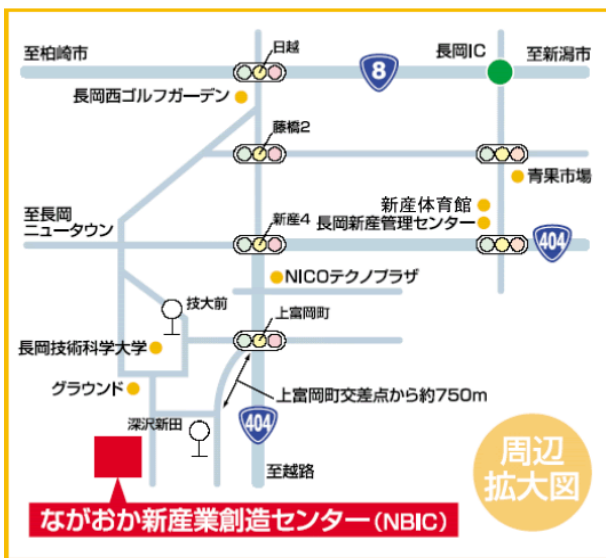 日越
長岡IC
至柏崎市
8
至新潟市
長岡西ゴルフガーデン
藤橋2
青果市場
新産体育館
至長岡
ニュータウン
新産4
長岡新産管理センター
404
NICOテクノプラザ
技大前
上富岡町
長岡技術科学大学
グラウンド
上富岡町交差点から約750m
深沢新田
404
至越路
周辺
拡大図
ながおか新産業創造センター(NBIC)